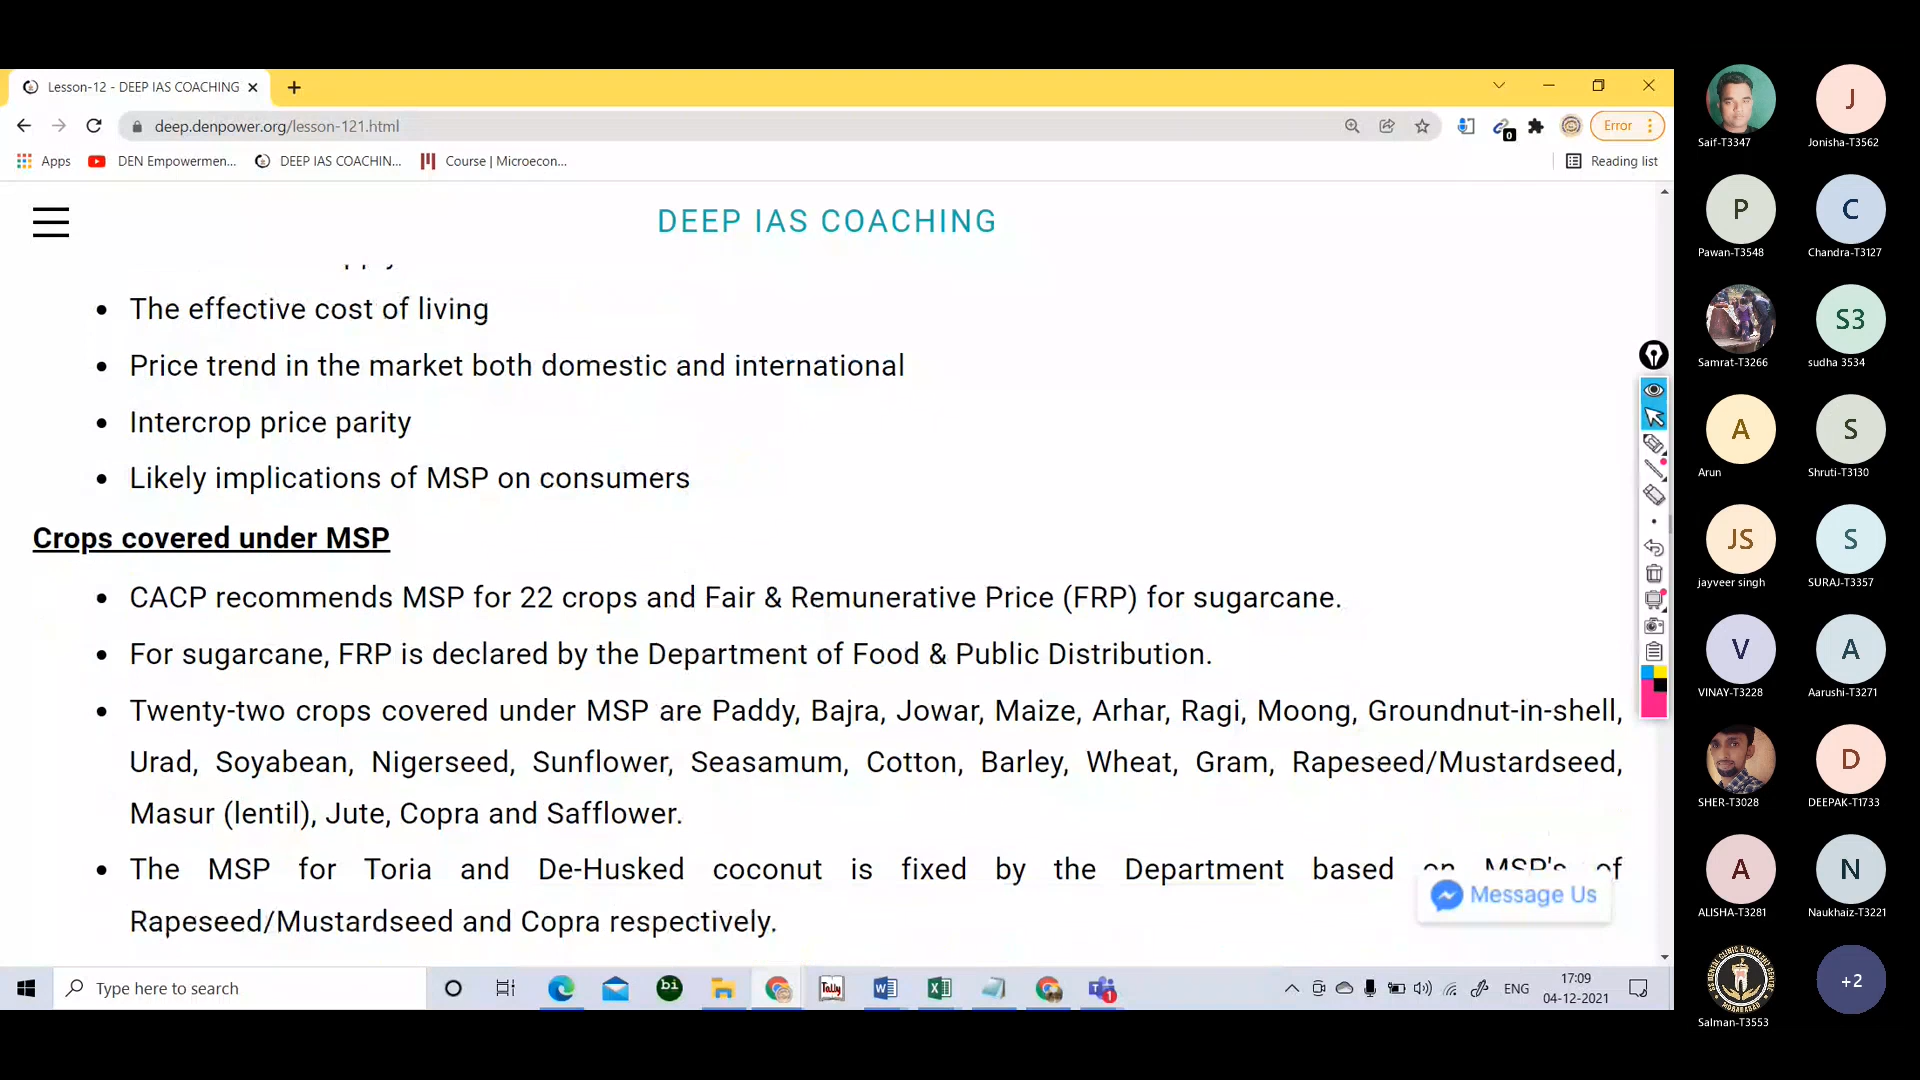 Lesson-12 - DEEP IAS COACHING
deep.denpower.org/lesson-121.html
0
Error
Apps
DEN Empowermen...
DEEP IAS COACHIN...
Course | Microecon...
Reading list
DEEP IAS COACHING
• The effective cost of living
• Price trend in the market both domestic and international
• Intercrop price parity
• Likely implications of MSP on consumers
Crops covered under MSP
• CACP recommends MSP for 22 crops and Fair & Remunerative Price (FRP) for sugarcane.
• For sugarcane, FRP is declared by the Department of Food & Public Distribution.
• Twenty-two crops covered under MSP are Paddy, Bajra, Jowar, Maize, Arhar, Ragi, Moong, Groundnut-in-shell,
Urad, Soyabean, Nigerseed, Sunflower, Seasamum, Cotton, Barley, Wheat, Gram, Rapeseed/Mustardseed,
Masur (lentil), Jute, Copra and Safflower.
• The MSP for Toria and De-Husked coconut is fixed by the Department based on MSP's of
Rapeseed/Mustardseed and Copra respectively.
Message Us
Type here to search
bi
Tally
1
ENG
17:09
04-12-2021
Saif-T3347
J
Jonisha-T3562
P
Pawan-T3548
C
Chandra-T3127
Samrat-T3266
S3
sudha 3534
A
Arun
S
Shruti-T3130
JS
jayveer singh
S
SURAJ-T3357
V
VINAY-T3228
A
Aarushi-T3271
SHER-T3028
D
DEEPAK-T1733
A
ALISHA-T3281
N
Naukhaiz-T3221
Salman-T3553
+2